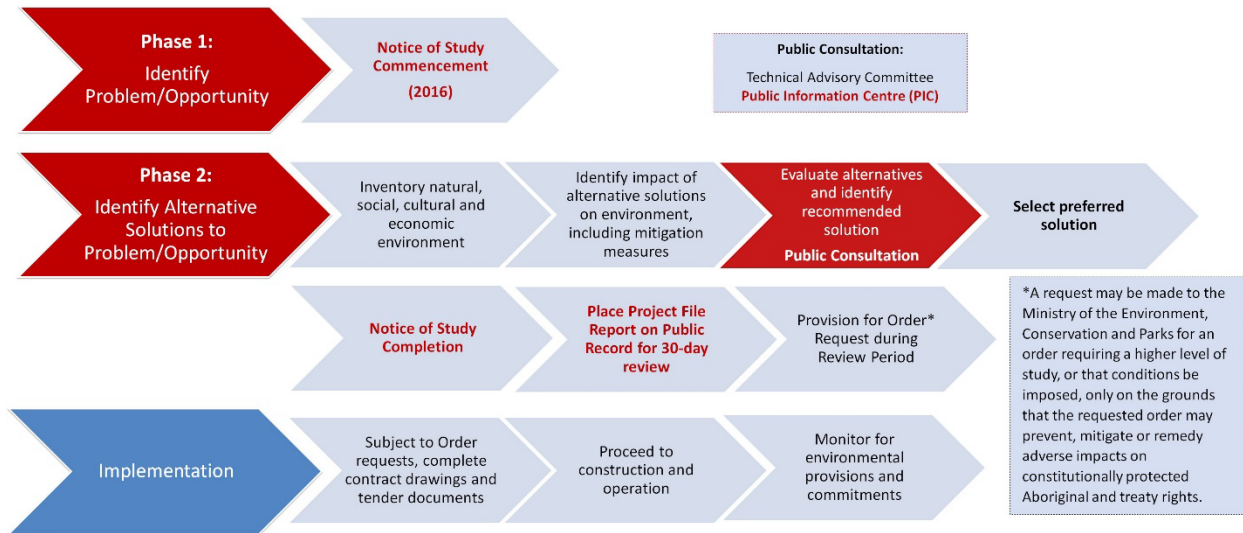 Phase 1:
Identify
Problem/Opportunity
Notice of Study
Commencement
(2016)
Public Consultation:
Technical Advisory Committee
Public Information Centre (PIC)
Phase 2:
Identify Alternative
Solutions to
Problem/Opportunity
Inventory natural,
social, cultural and
economic
environment
Identify impact of
alternative solutions
on environment,
including mitigation
measures
Evaluate alternatives
and identify
recommended
solution
Public Consultation
Select preferred
solution
Notice of Study
Completion
Place Project File
Report on Public
Record for 30-day
review
Provision for Order*
Request during
Review Period
*A request may be made to the
Ministry of the Environment,
Conservation and Parks for an
order requiring a higher level of
study, or that conditions be
imposed, only on the grounds
that the requested order may
prevent, mitigate or remedy
adverse impacts on
constitutionally protected
Aboriginal and treaty rights.
Implementation
Subject to Order
requests, complete
contract drawings and
tender documents
Proceed to
construction and
operation
Monitor for
environmental
provisions and
commitments